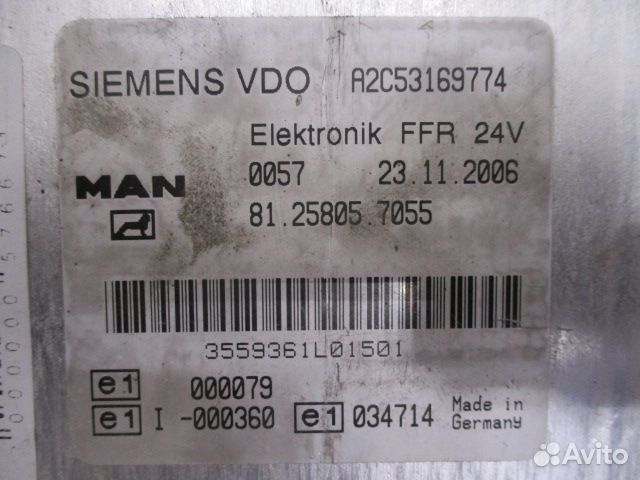 SIEMENS VDO A2C53169774
Elektronik FFR 24V
MAN 0057 23.11.2006
81.25805.7055
3559361L01501
e1 000079
e1 I -000360 e1 034714 Made in
Germany
Avito